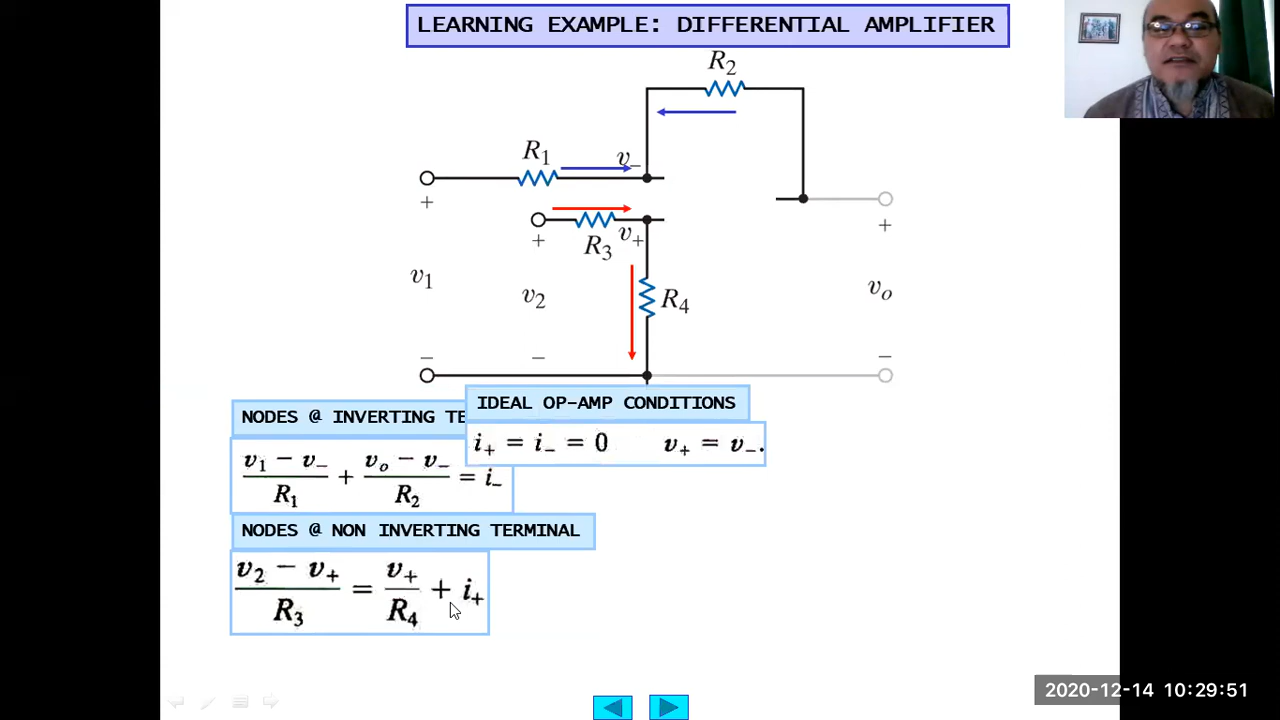 LEARNING EXAMPLE: DIFFERENTIAL AMPLIFIER
R₂
R₁
v₋
+
R₃
+
v₊
+
v₁
v₂
R₄
vₒ
−
−
−
NODES @ INVERTING TE
IDEAL OP-AMP CONDITIONS
i₊ = i₋ = 0 v₊ = v₋.
(v₁ − v₋)/R₁ + (vₒ − v₋)/R₂ = i₋
NODES @ NON INVERTING TERMINAL
(v₂ − v₊)/R₃ = v₊/R₄ + i₊
2020-12-14 10:29:51